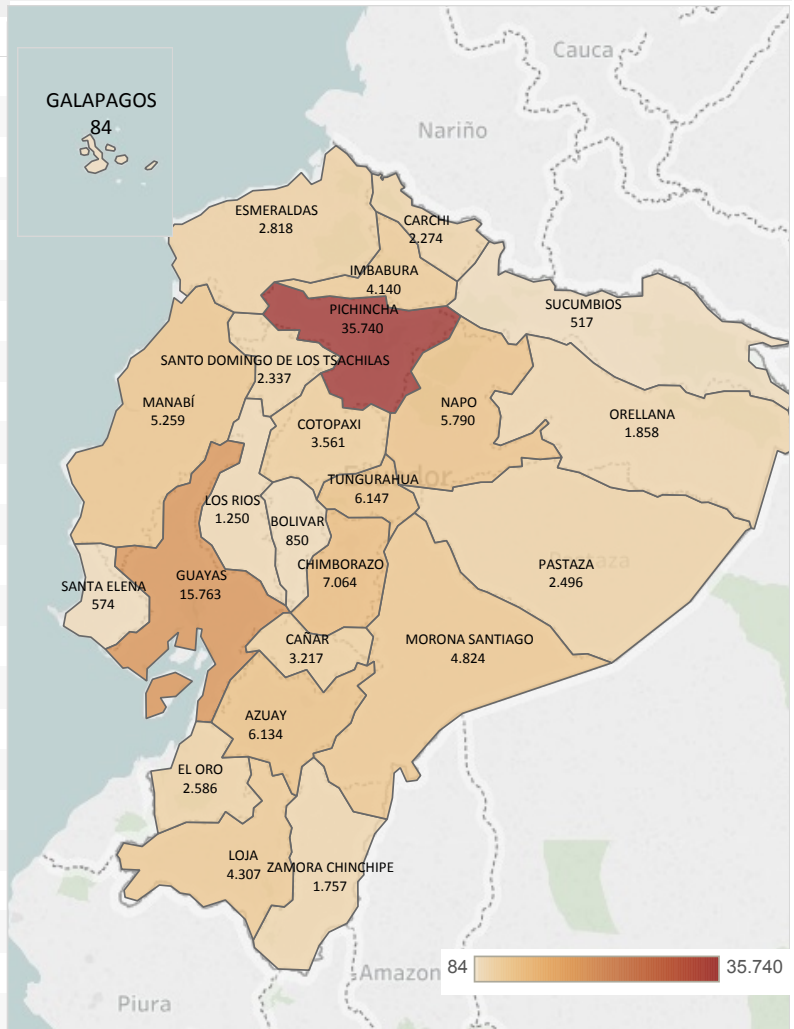 Cauca
GALAPAGOS
84
Nariño
ESMERALDAS
2.818
CARCHI
2.274
IMBABURA
4.140
SUCUMBIOS
517
PICHINCHA
35.740
SANTO DOMINGO DE LOS TSACHILAS
2.337
MANABÍ
5.259
NAPO
5.790
COTOPAXI
3.561
ORELLANA
1.858
Ecuador
TUNGURAHUA
6.147
LOS RIOS
1.250
BOLIVAR
850
CHIMBORAZO
7.064
PASTAZA
2.496
Pastaza
SANTA ELENA
574
GUAYAS
15.763
CAÑAR
3.217
MORONA SANTIAGO
4.824
AZUAY
6.134
EL ORO
2.586
LOJA
4.307
ZAMORA CHINCHIPE
1.757
84
35.740
Amazon
Piura